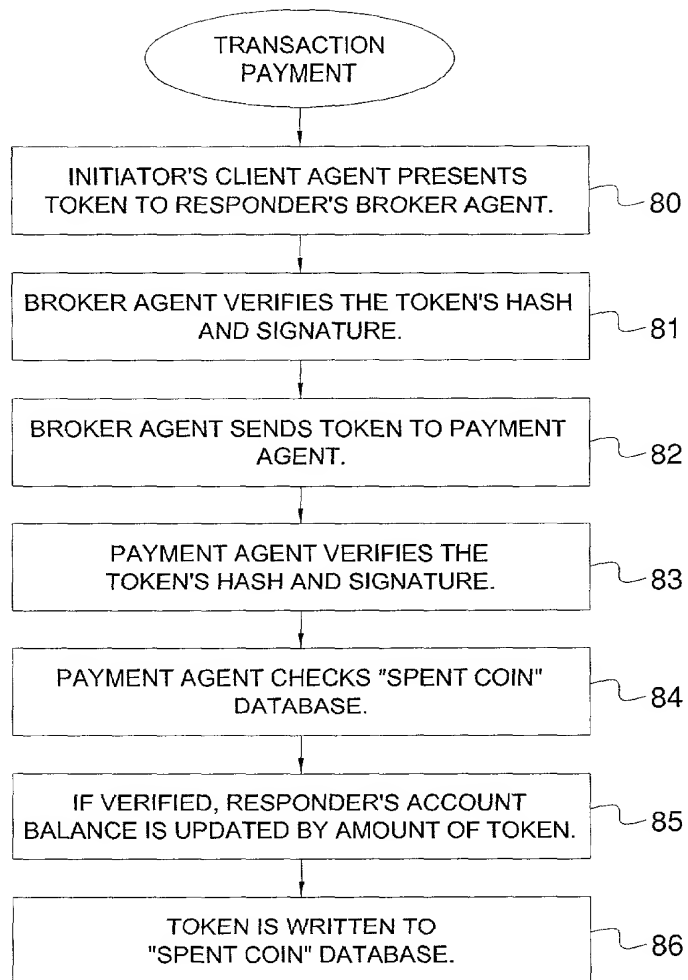 TRANSACTION
PAYMENT
INITIATOR'S CLIENT AGENT PRESENTS
TOKEN TO RESPONDER'S BROKER AGENT.
80
BROKER AGENT VERIFIES THE TOKEN'S HASH
AND SIGNATURE.
81
BROKER AGENT SENDS TOKEN TO PAYMENT
AGENT.
82
PAYMENT AGENT VERIFIES THE
TOKEN'S HASH AND SIGNATURE.
83
PAYMENT AGENT CHECKS "SPENT COIN"
DATABASE.
84
IF VERIFIED, RESPONDER'S ACCOUNT
BALANCE IS UPDATED BY AMOUNT OF TOKEN.
85
TOKEN IS WRITTEN TO
"SPENT COIN" DATABASE.
86